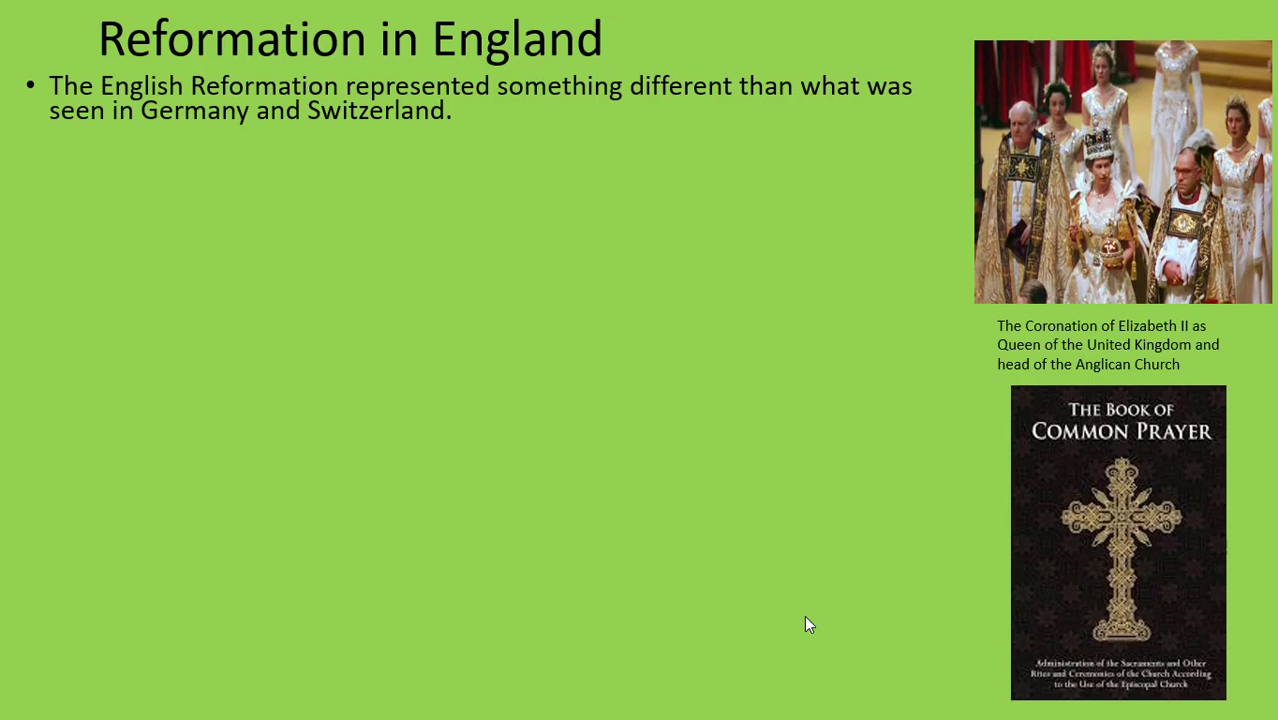 Reformation in England
• The English Reformation represented something different than what was
seen in Germany and Switzerland.
The Coronation of Elizabeth II as
Queen of the United Kingdom and
head of the Anglican Church
THE BOOK OF
COMMON PRAYER
Administration of the Sacraments and Other
Rites and Ceremonies of the Church According
to the Use of the Episcopal Church